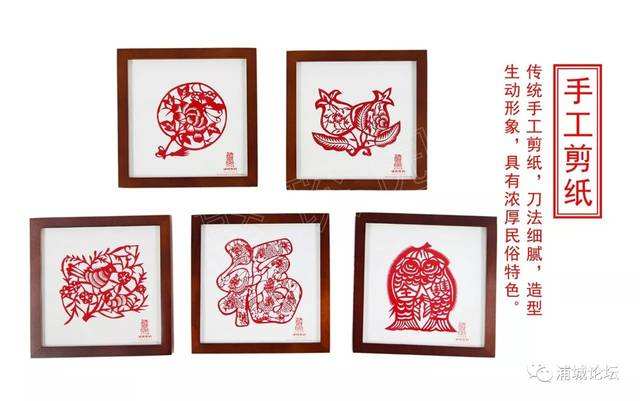 手工剪纸
传统手工剪纸，刀法细腻，造型
生动形象，具有浓厚民俗特色。
福
浦城论坛